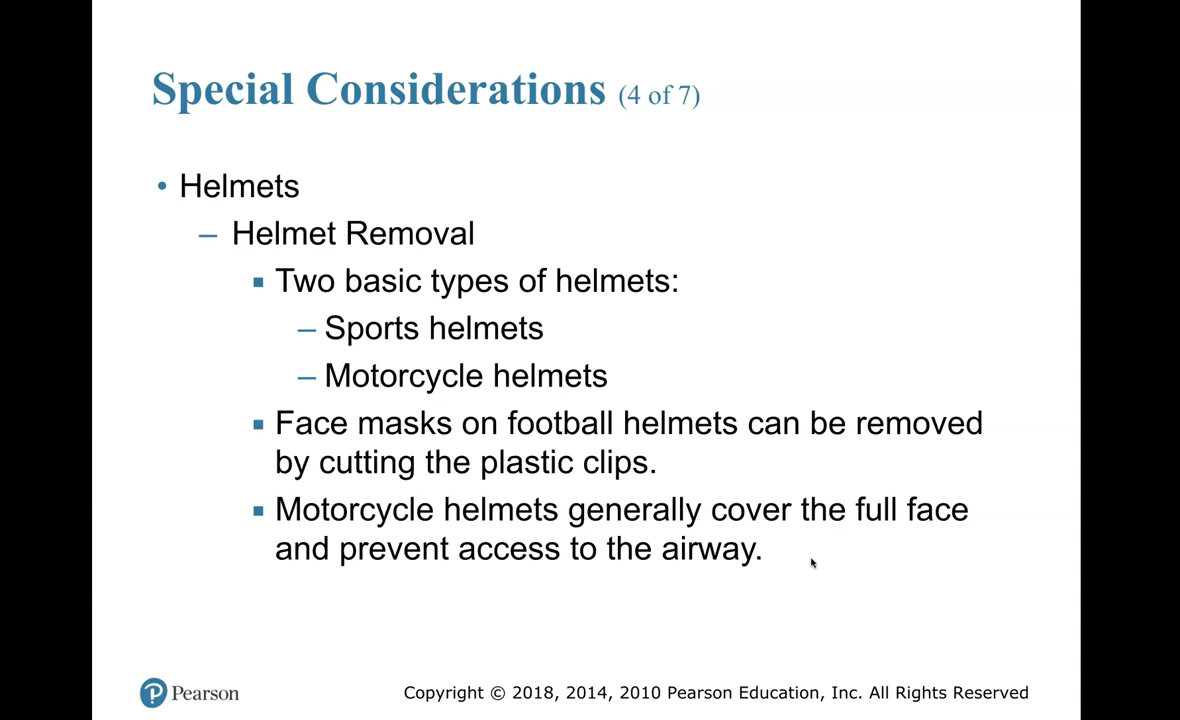 Special Considerations (4 of 7)
• Helmets
– Helmet Removal
▪ Two basic types of helmets:
– Sports helmets
– Motorcycle helmets
▪ Face masks on football helmets can be removed
by cutting the plastic clips.
▪ Motorcycle helmets generally cover the full face
and prevent access to the airway.
P Pearson
Copyright © 2018, 2014, 2010 Pearson Education, Inc. All Rights Reserved